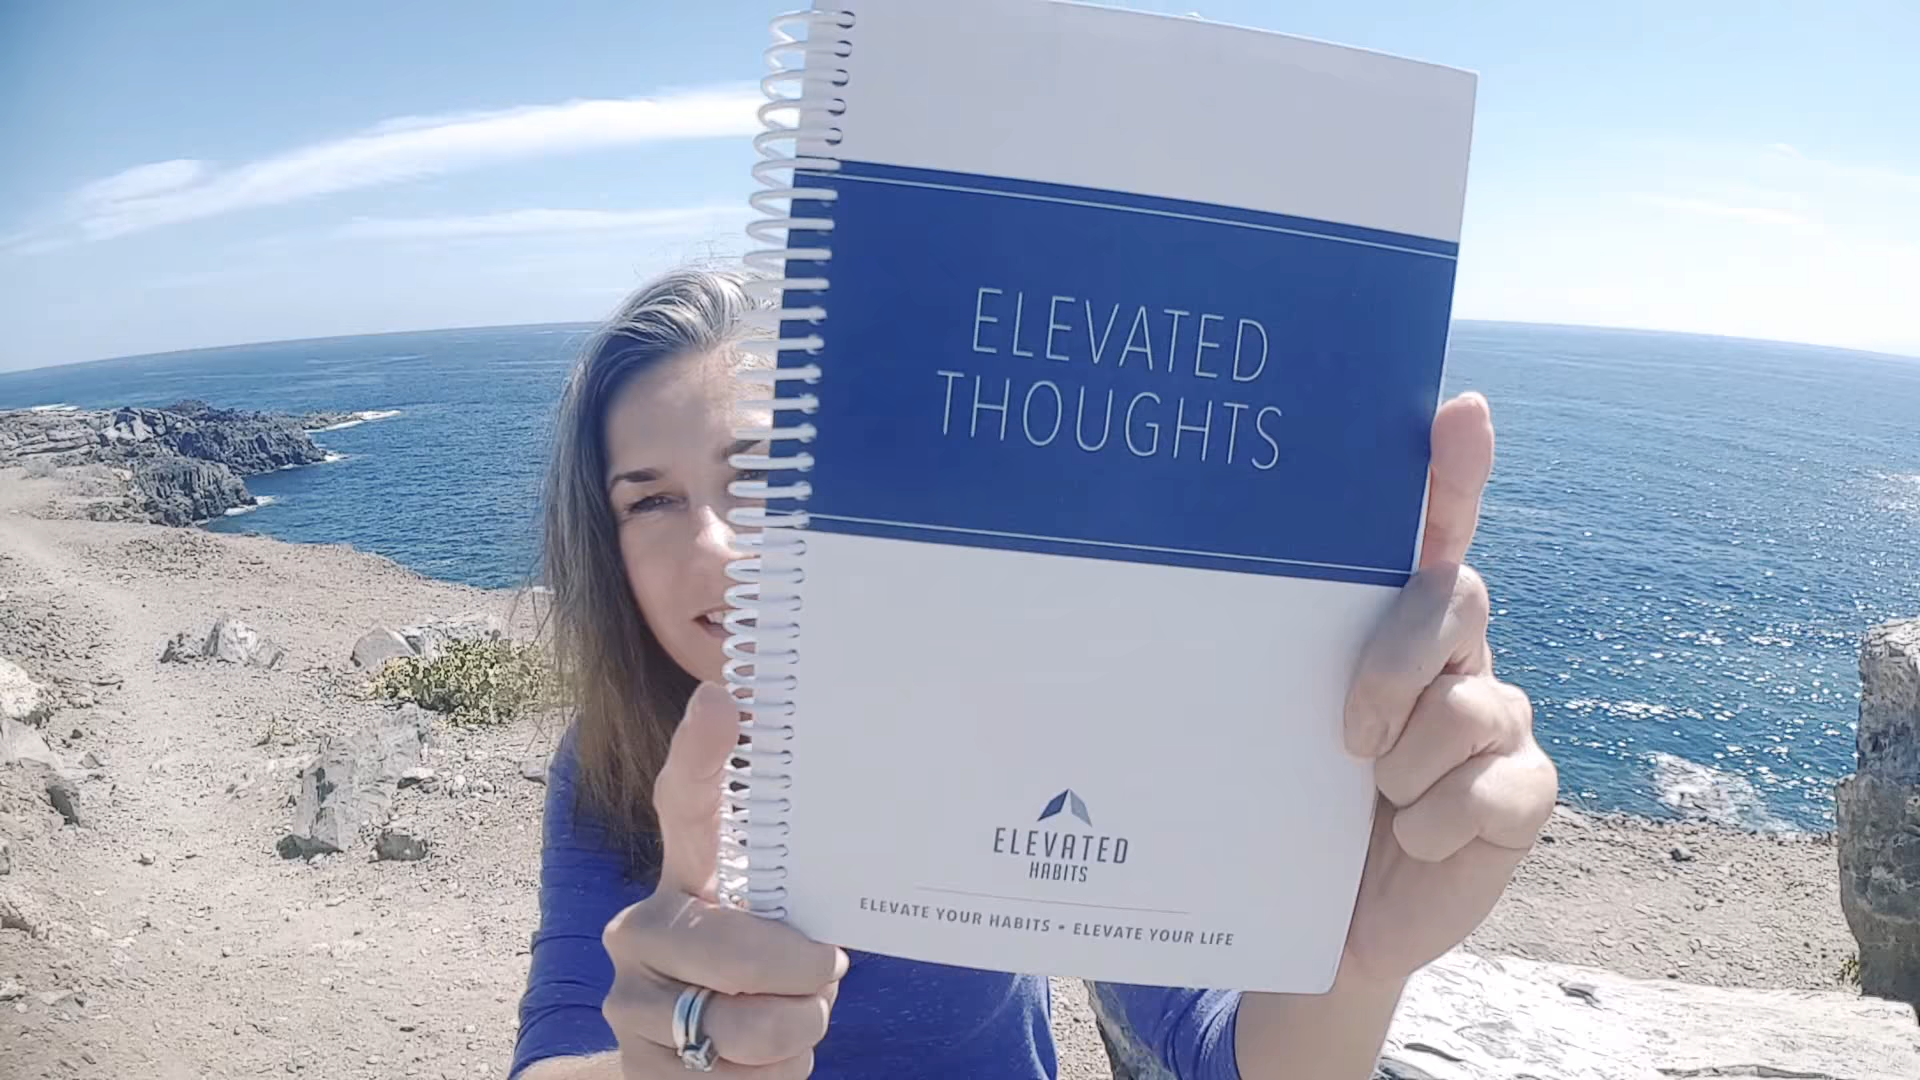 ELEVATED
THOUGHTS
ELEVATED
HABITS
ELEVATE YOUR HABITS • ELEVATE YOUR LIFE